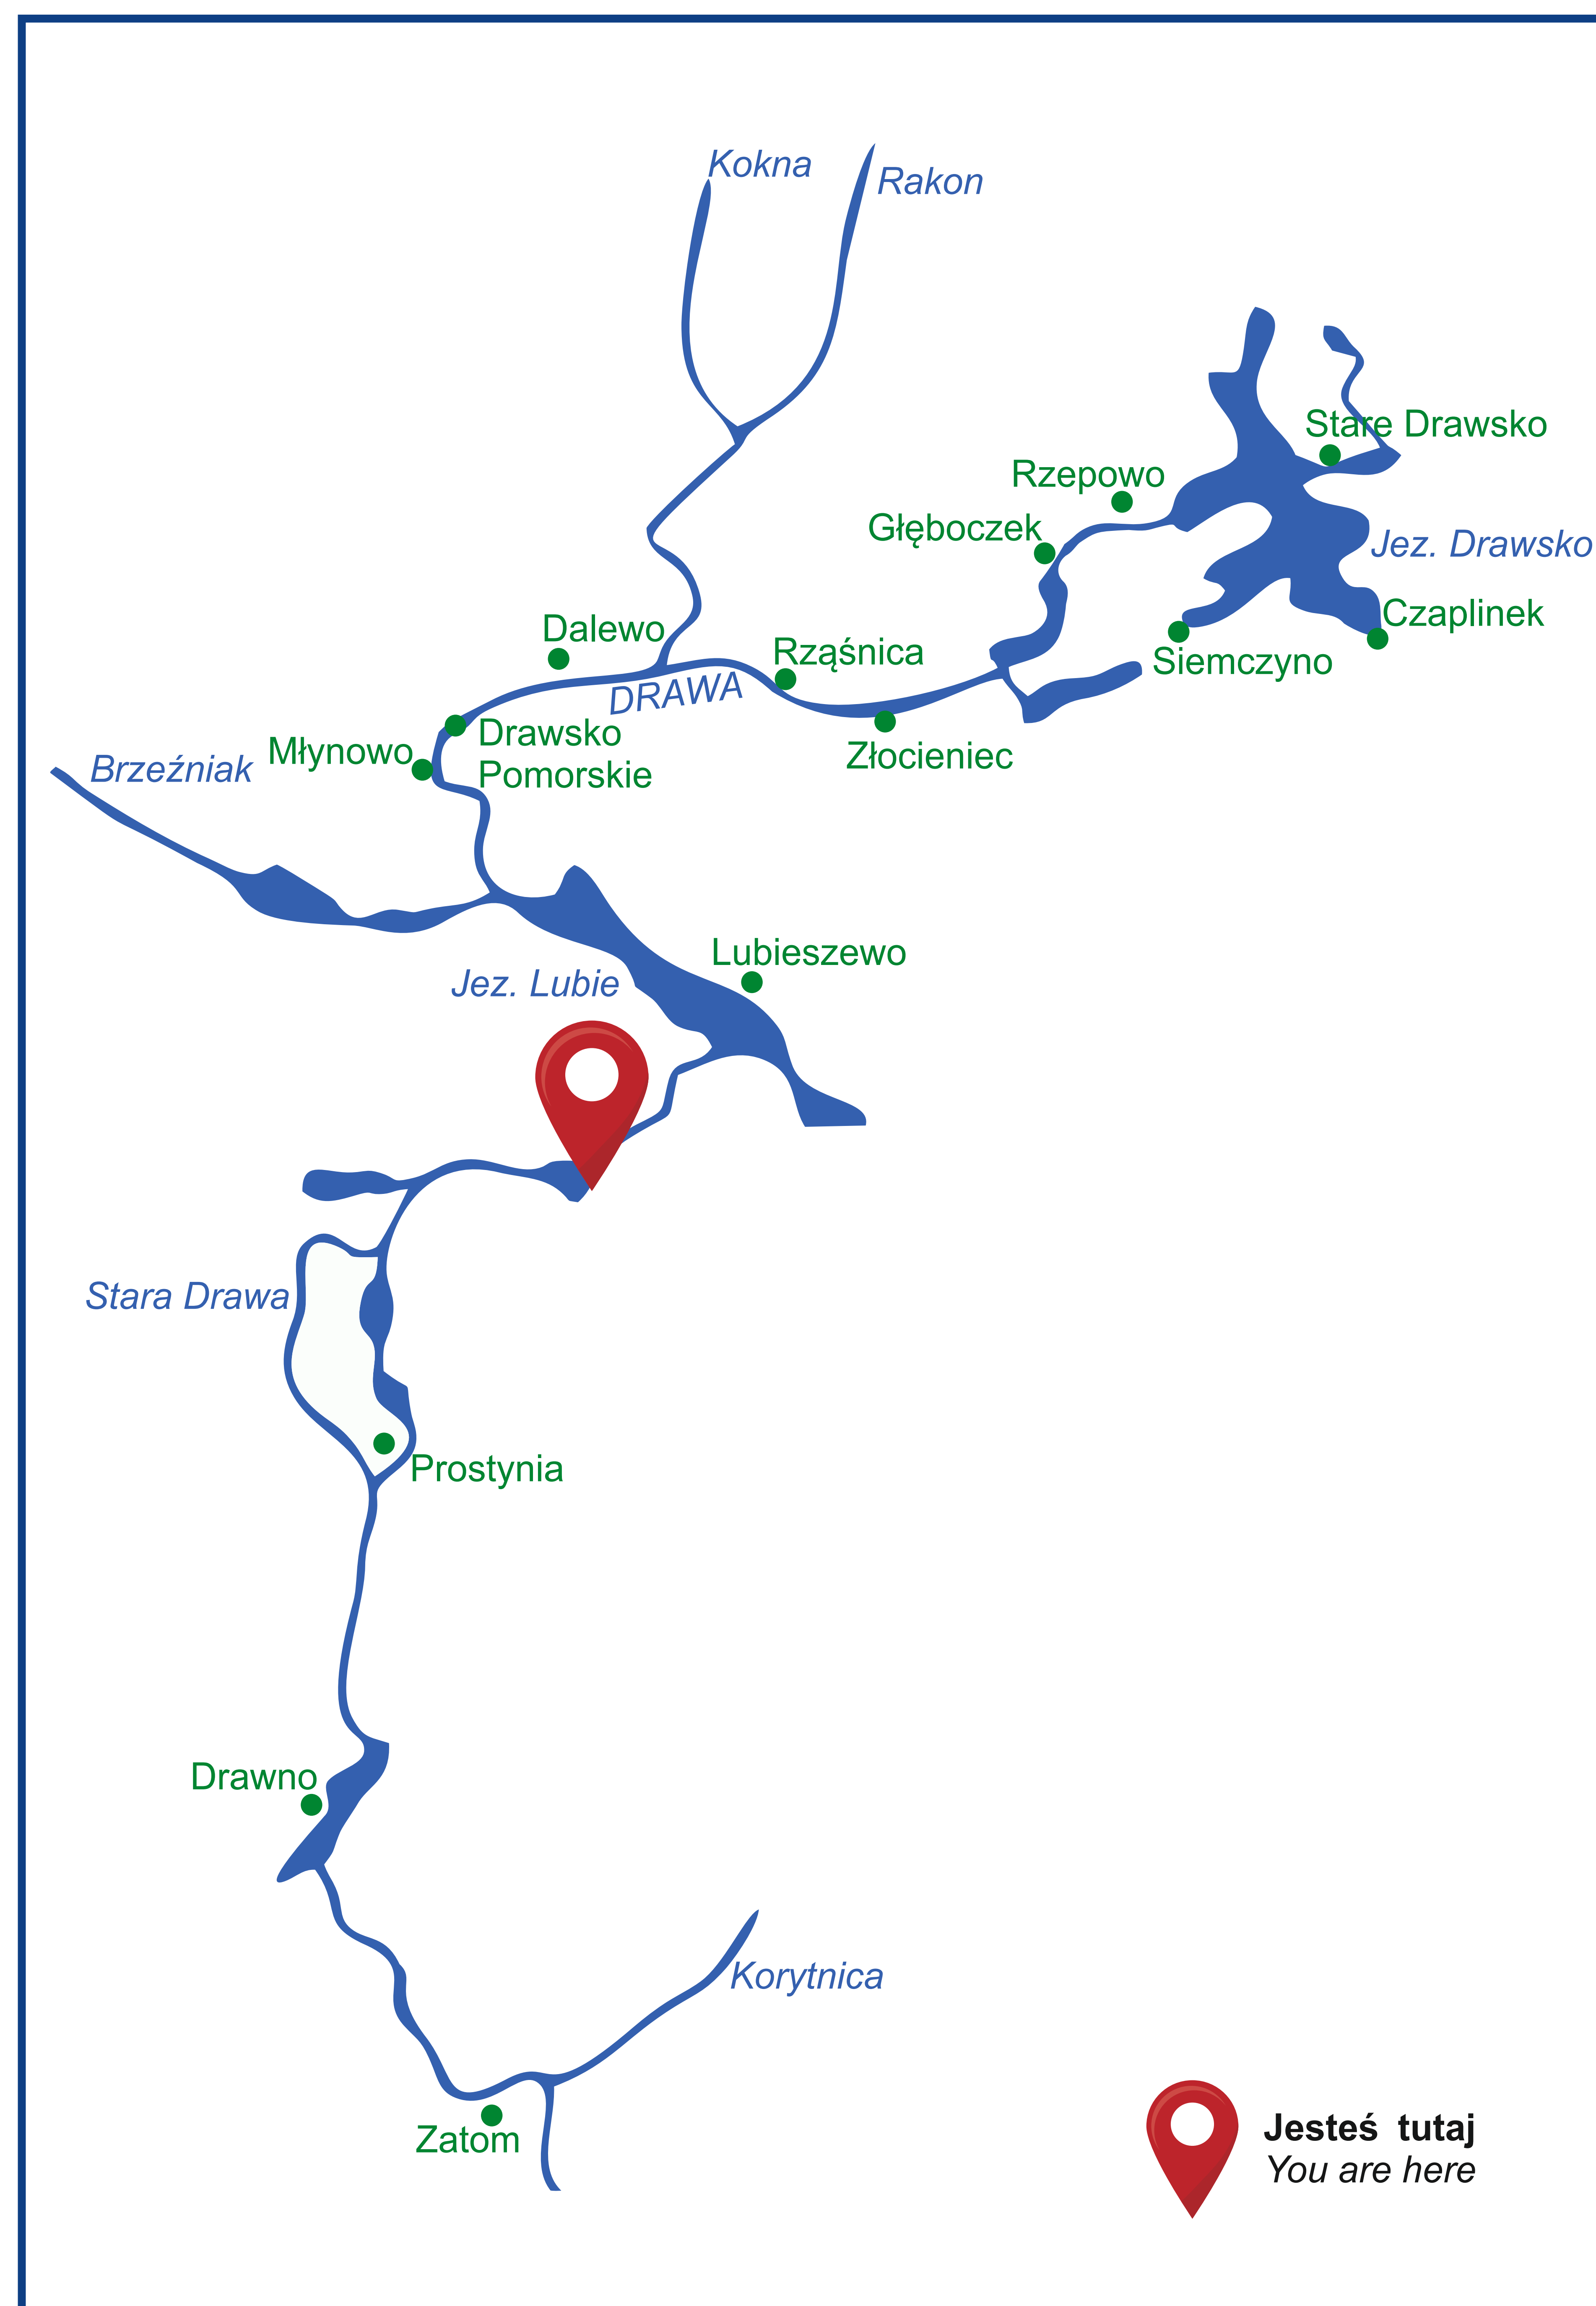 Kokna
Rakon
Stare Drawsko
Rzepowo
Głęboczek
Jez. Drawsko
Czaplinek
Dalewo
Rząśnica
Siemczyno
DRAWA
Drawsko
Pomorskie
Młynowo
Złocieniec
Brzeźniak
Lubieszewo
Jez. Lubie
Stara Drawa
Prostynia
Drawno
Korytnica
Zatom
Jesteś tutaj
You are here